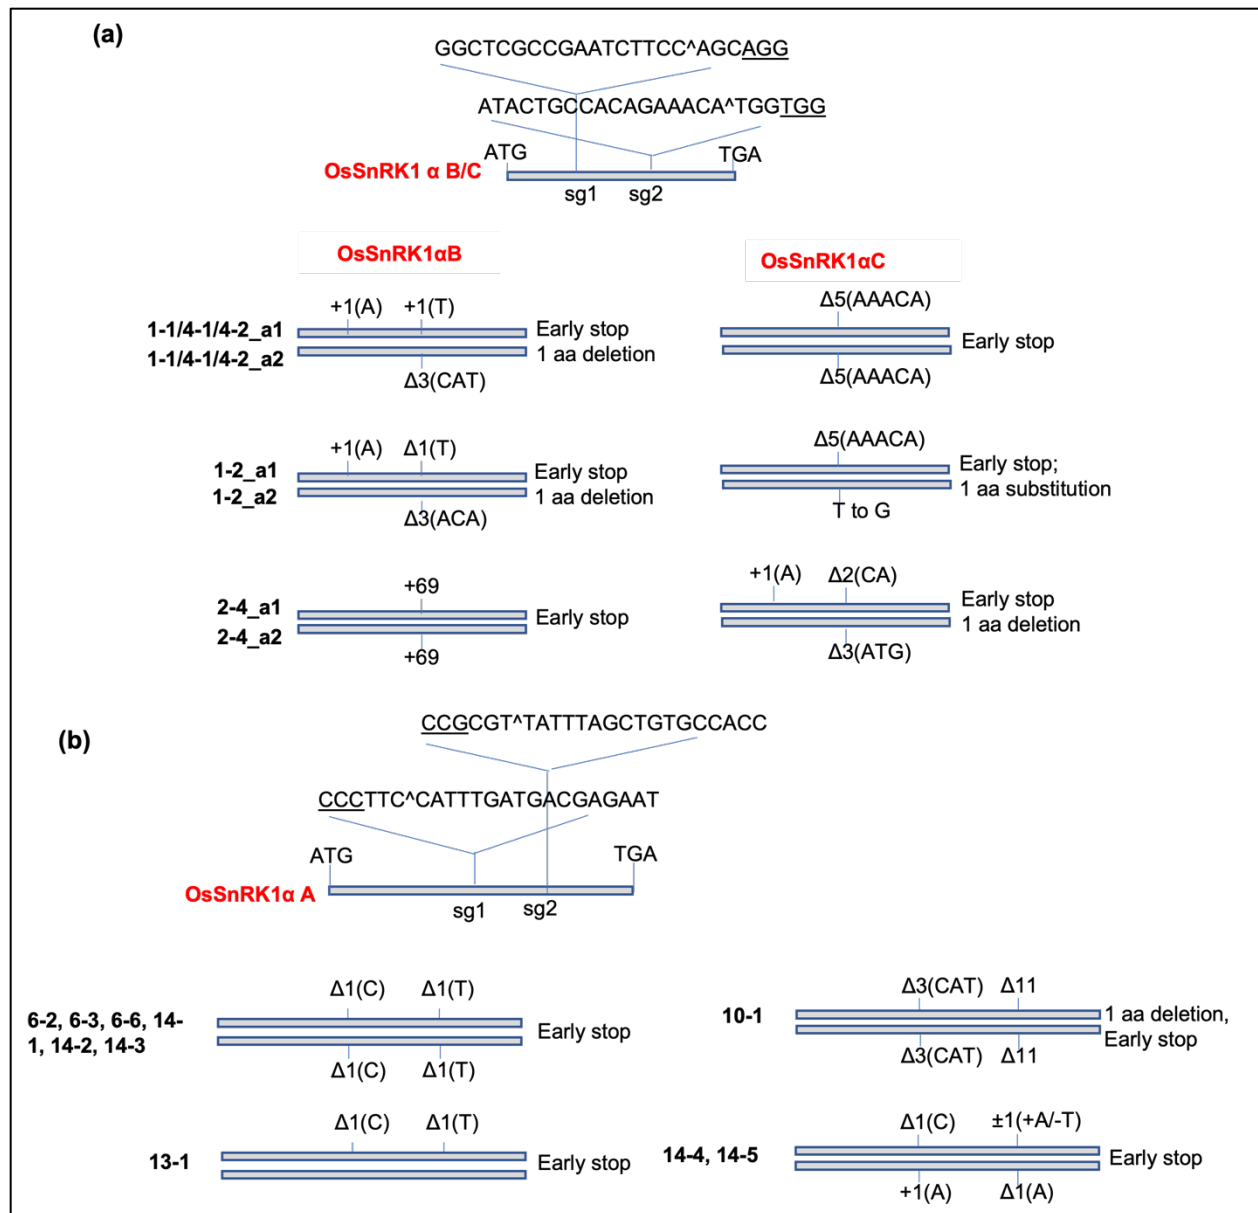 (a)
GGCTCGCCGAATCTTCC^AGCAGG
ATACTGCCACAGAAACA^TGGTGG
ATG
TGA
OsSnRK1 α B/C
sg1
sg2
OsSnRK1αB
OsSnRK1αC
+1(A)
+1(T)
Δ5(AAACA)
1-1/4-1/4-2_a1
Early stop
1-1/4-1/4-2_a2
1 aa deletion
Early stop
Δ3(CAT)
Δ5(AAACA)
+1(A)
Δ1(T)
Δ5(AAACA)
1-2_a1
Early stop
Early stop;
1-2_a2
1 aa deletion
1 aa substitution
Δ3(ACA)
T to G
+69
+1(A)
Δ2(CA)
2-4_a1
Early stop
Early stop
2-4_a2
1 aa deletion
+69
Δ3(ATG)
(b)
CCGCGT^TATTTAGCTGTGCCACC
CCCTTC^CATTTGATGACGAGAAT
ATG
TGA
OsSnRK1α A
sg1
sg2
Δ1(C)
Δ1(T)
Δ3(CAT)
Δ11
6-2, 6-3, 6-6, 14-
1, 14-2, 14-3
Early stop
10-1
1 aa deletion,
Early stop
Δ1(C)
Δ1(T)
Δ3(CAT)
Δ11
Δ1(C)
Δ1(T)
Δ1(C)
±1(+A/-T)
13-1
Early stop
14-4, 14-5
Early stop
+1(A)
Δ1(A)